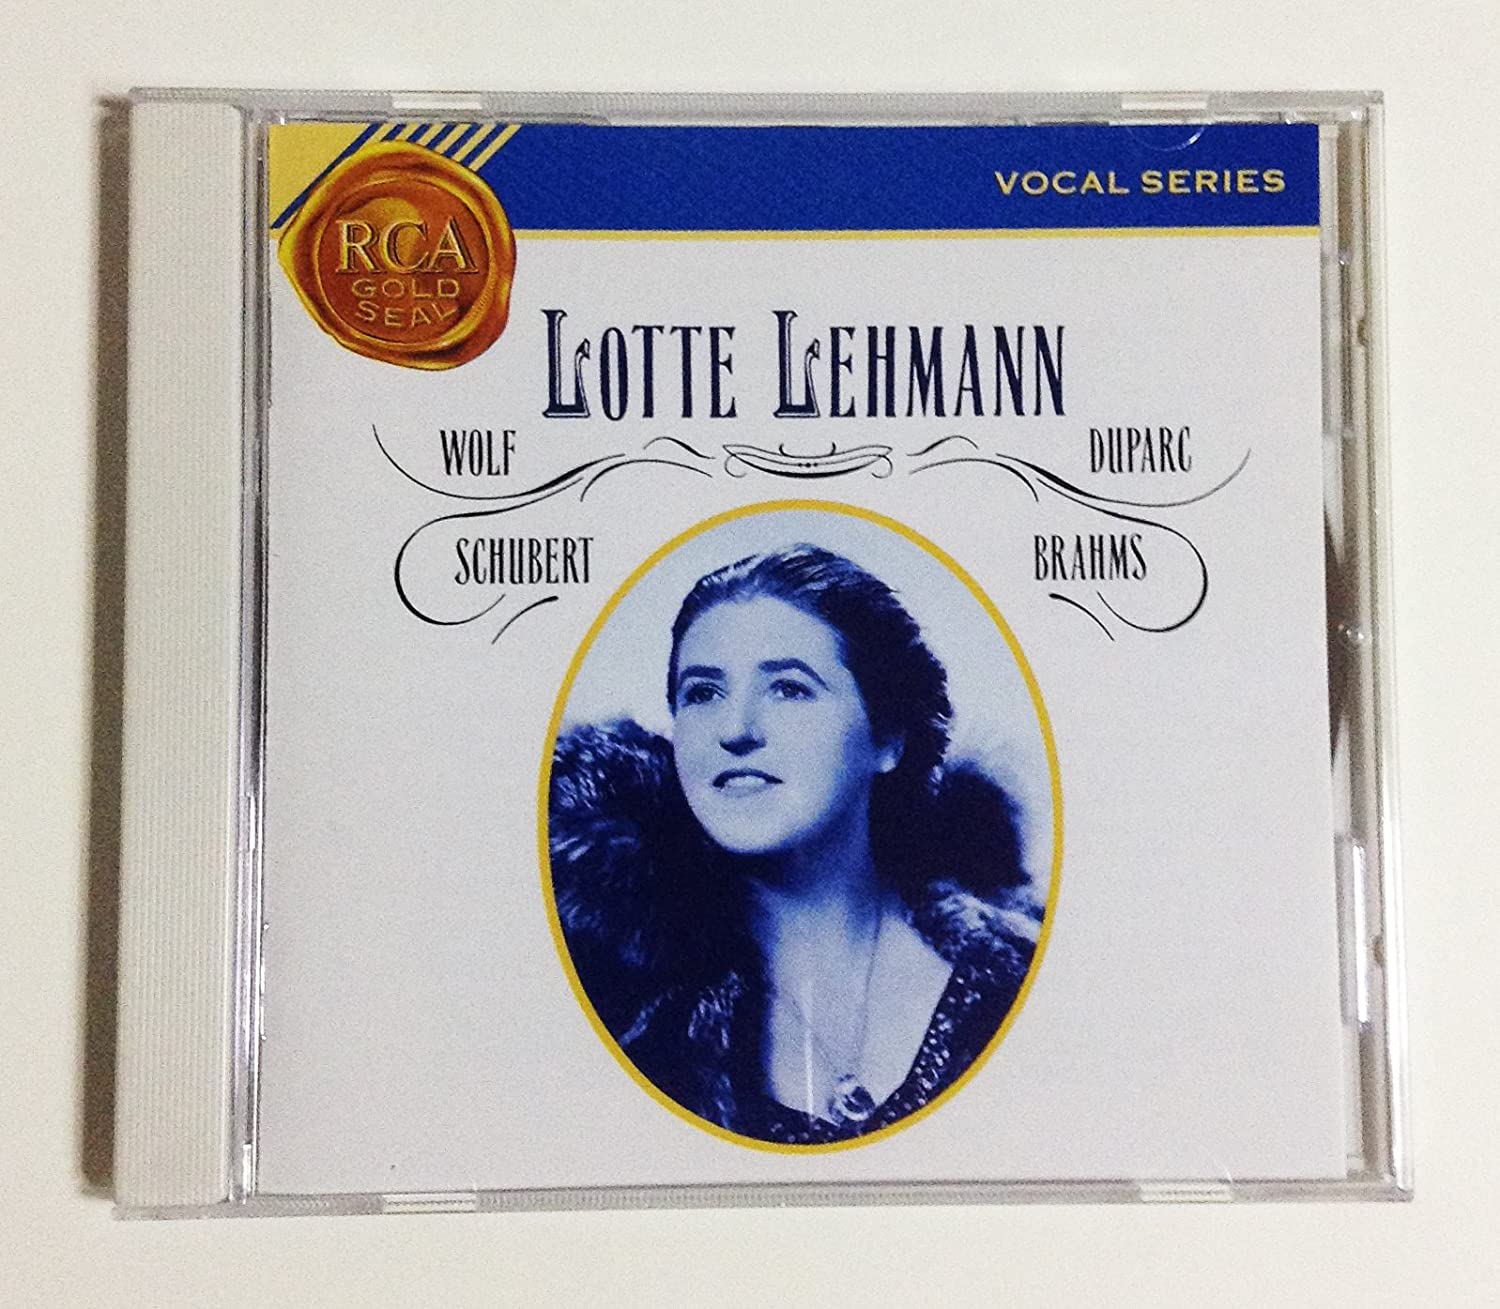 VOCAL SERIES
RCA
GOLD
SEAL
LOTTE LEHMANN
WOLF
DUPARC
SCHUBERT
BRAHMS